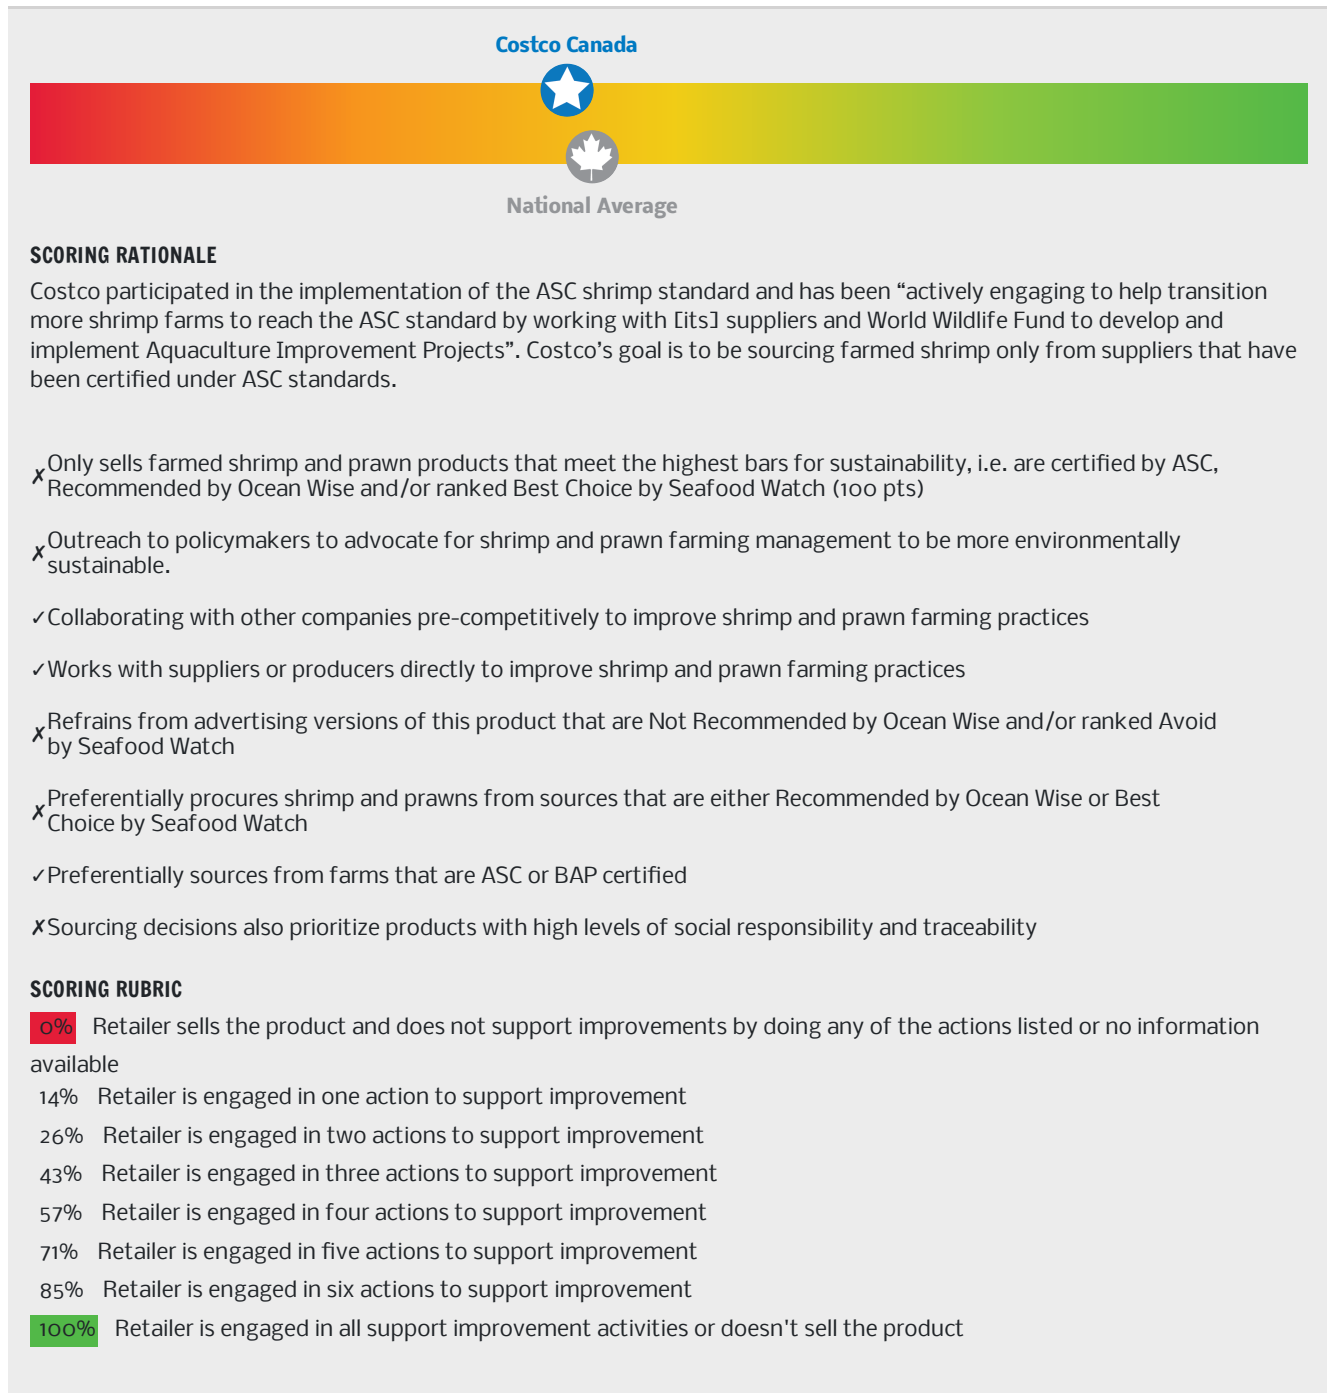 Costco Canada
National Average
SCORING RATIONALE
Costco participated in the implementation of the ASC shrimp standard and has been “actively engaging to help transition
more shrimp farms to reach the ASC standard by working with [its] suppliers and World Wildlife Fund to develop and
implement Aquaculture Improvement Projects”. Costco’s goal is to be sourcing farmed shrimp only from suppliers that have
been certified under ASC standards.
✗Only sells farmed shrimp and prawn products that meet the highest bars for sustainability, i.e. are certified by ASC,
Recommended by Ocean Wise and/or ranked Best Choice by Seafood Watch (100 pts)
✗Outreach to policymakers to advocate for shrimp and prawn farming management to be more environmentally
sustainable.
✓Collaborating with other companies pre-competitively to improve shrimp and prawn farming practices
✓Works with suppliers or producers directly to improve shrimp and prawn farming practices
✗Refrains from advertising versions of this product that are Not Recommended by Ocean Wise and/or ranked Avoid
by Seafood Watch
✗Preferentially procures shrimp and prawns from sources that are either Recommended by Ocean Wise or Best
Choice by Seafood Watch
✓Preferentially sources from farms that are ASC or BAP certified
✗Sourcing decisions also prioritize products with high levels of social responsibility and traceability
SCORING RUBRIC
0% Retailer sells the product and does not support improvements by doing any of the actions listed or no information
available
14% Retailer is engaged in one action to support improvement
26% Retailer is engaged in two actions to support improvement
43% Retailer is engaged in three actions to support improvement
57% Retailer is engaged in four actions to support improvement
71% Retailer is engaged in five actions to support improvement
85% Retailer is engaged in six actions to support improvement
100% Retailer is engaged in all support improvement activities or doesn't sell the product